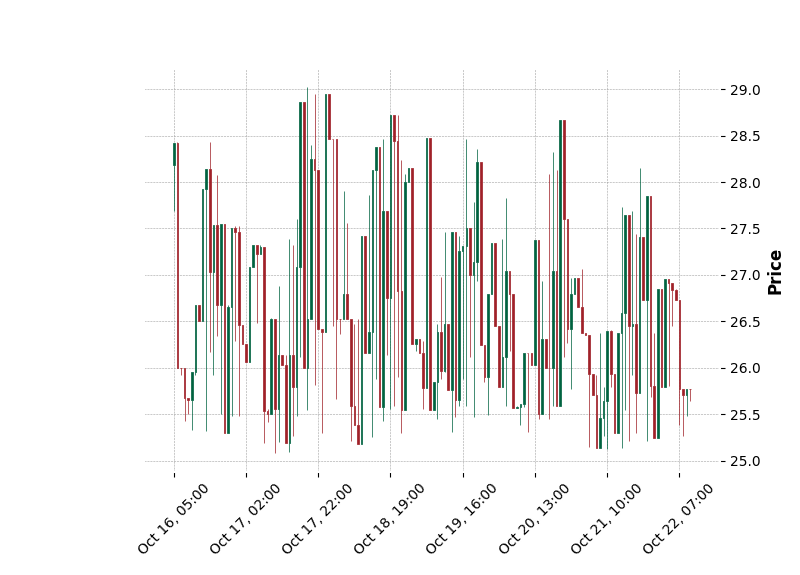 29.0
28.5
28.0
27.5
27.0
26.5
26.0
25.5
25.0
Price
Oct 16, 05:00
Oct 17, 02:00
Oct 17, 22:00
Oct 18, 19:00
Oct 19, 16:00
Oct 20, 13:00
Oct 21, 10:00
Oct 22, 07:00